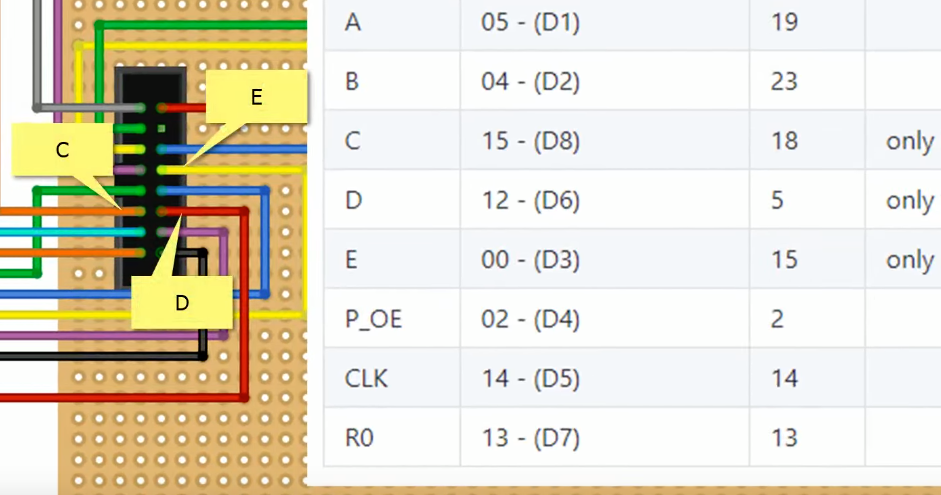 E
C
D
A 05 - (D1) 19
B 04 - (D2) 23
C 15 - (D8) 18 only
D 12 - (D6) 5 only
E 00 - (D3) 15 only
P_OE 02 - (D4) 2
CLK 14 - (D5) 14
R0 13 - (D7) 13